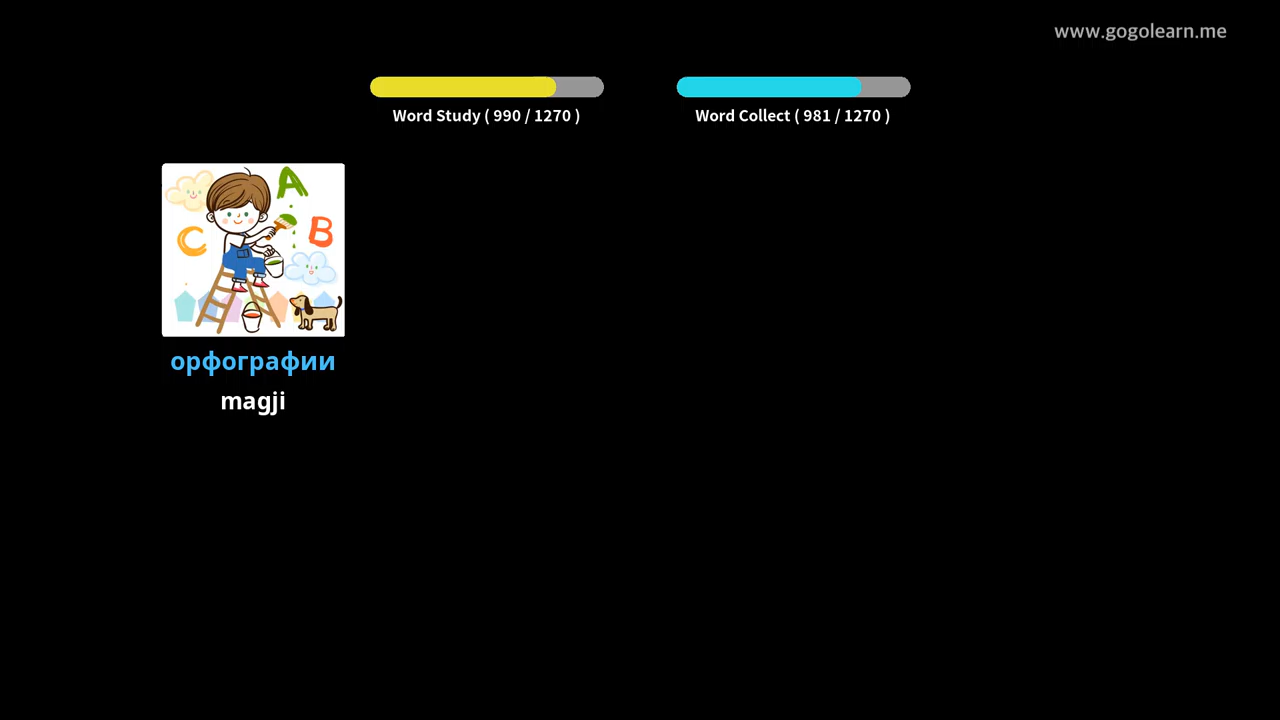 www.gogolearn.me
Word Study ( 990 / 1270 )
Word Collect ( 981 / 1270 )
A
B
C
орфографии
magji